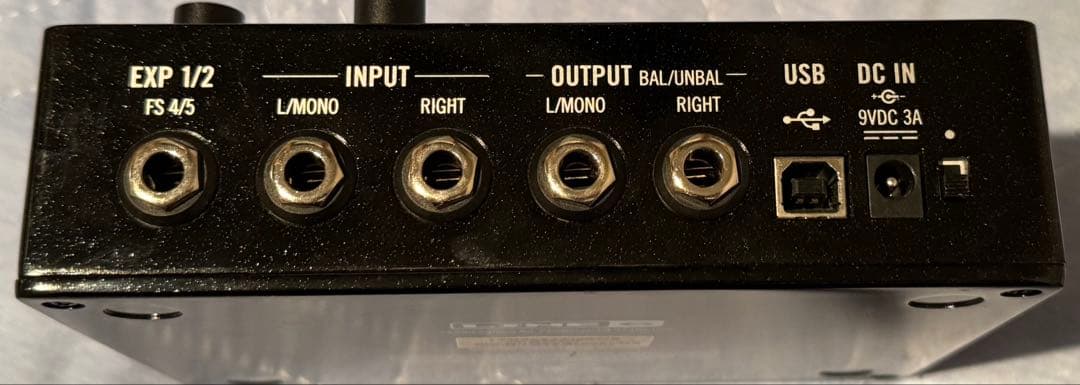 EXP 1/2
FS 4/5
INPUT
L/MONO RIGHT
OUTPUT BAL/UNBAL
L/MONO RIGHT
USB
DC IN
9VDC 3A